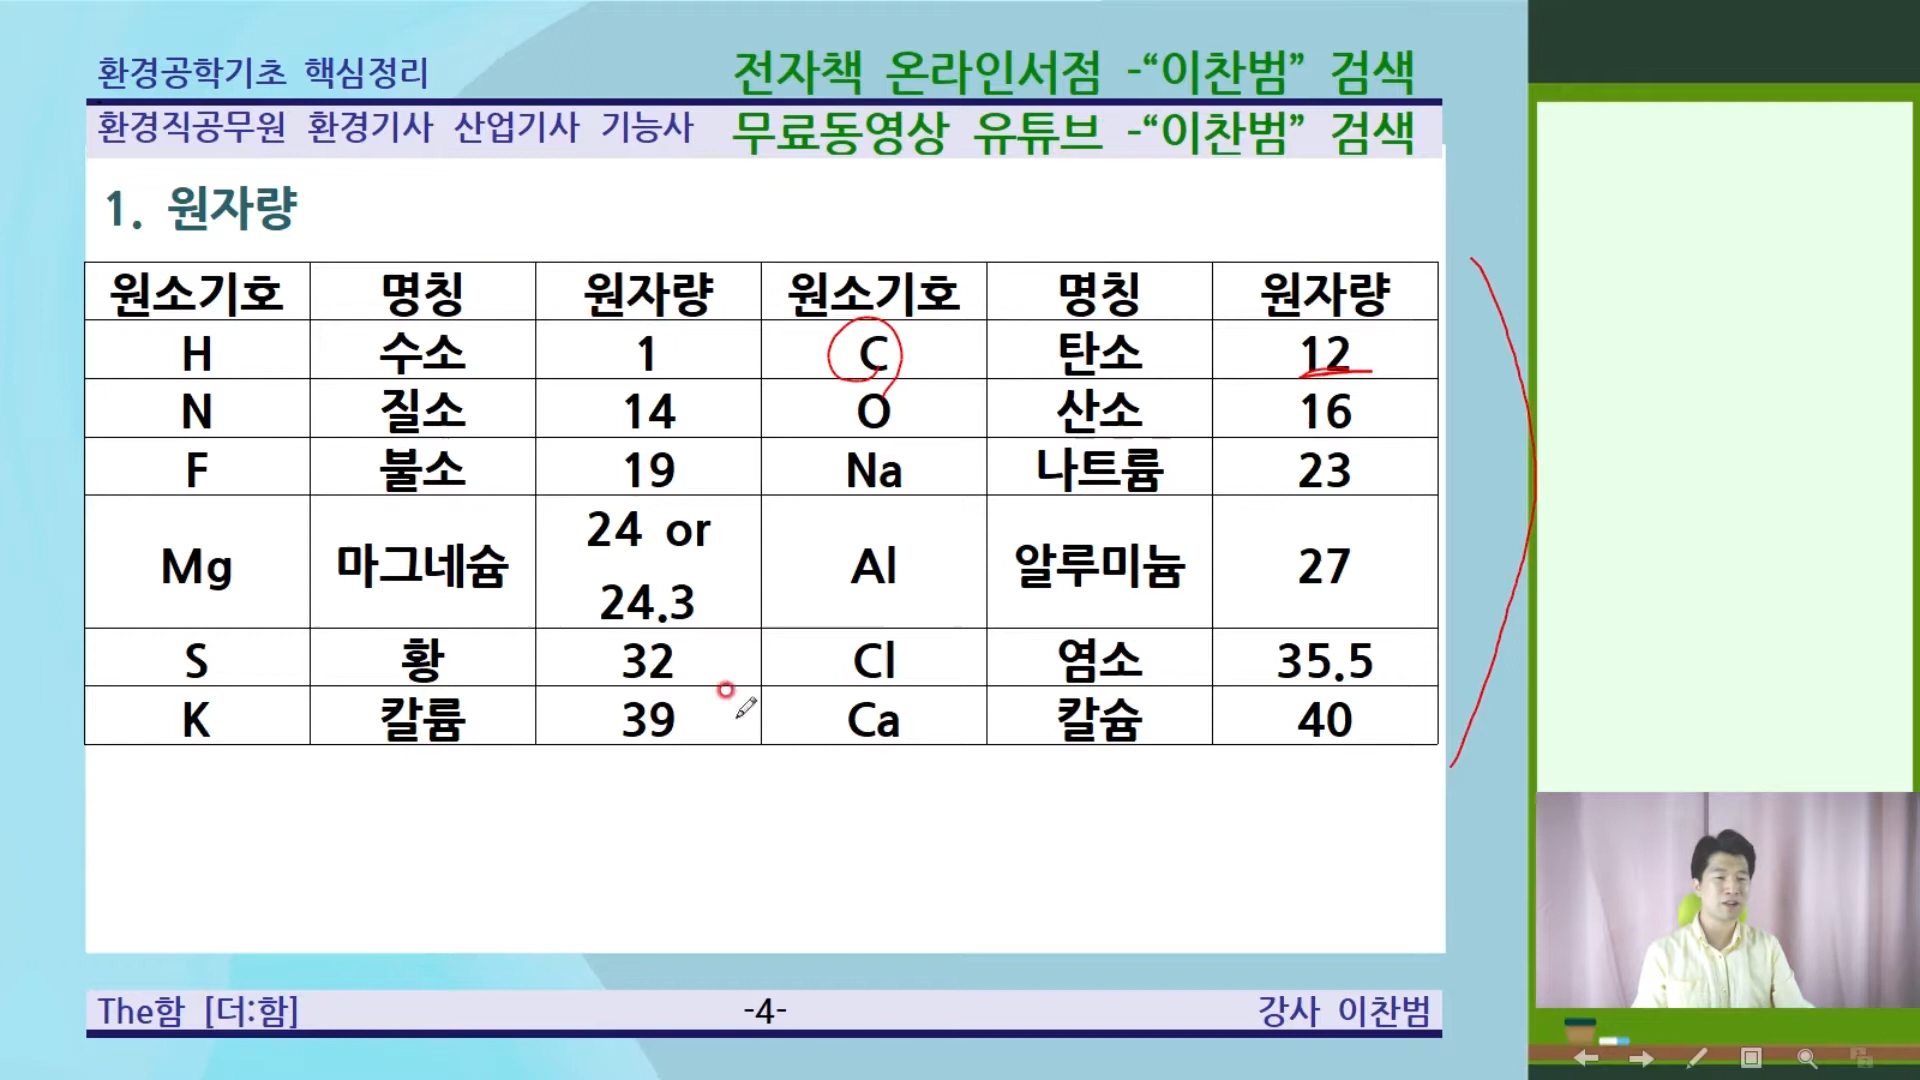 환경공학기초 핵심정리
전자책 온라인서점 -“이찬범” 검색
환경직공무원 환경기사 산업기사 기능사
무료동영상 유튜브 -“이찬범” 검색
1. 원자량
원소기호 명칭 원자량 원소기호 명칭 원자량
H 수소 1 C 탄소 12
N 질소 14 O 산소 16
F 불소 19 Na 나트륨 23
Mg 마그네슘 24 or 24.3 Al 알루미늄 27
S 황 32 Cl 염소 35.5
K 칼륨 39 Ca 칼슘 40
The함 [더:함]
-4-
강사 이찬범